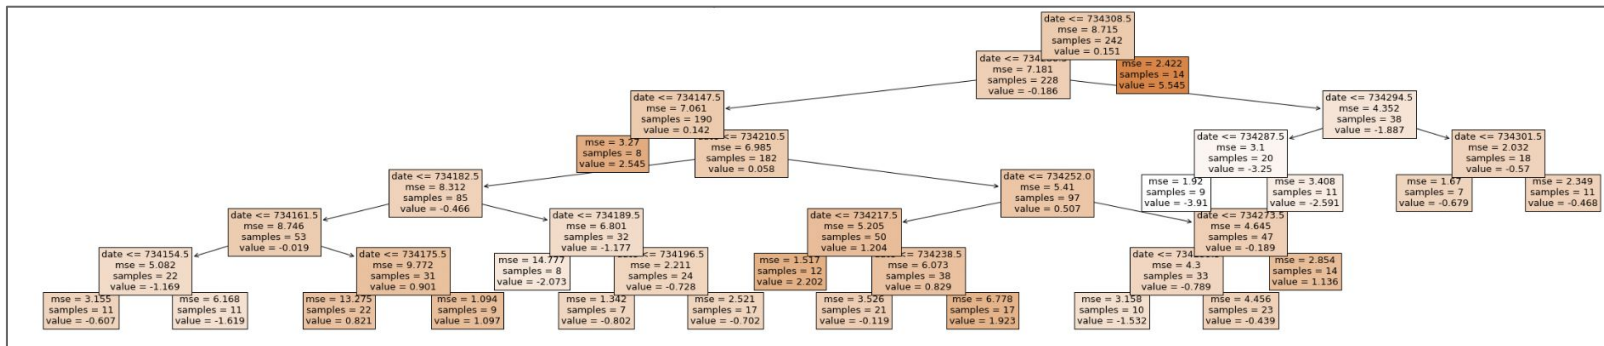 date <= 734308.5
mse = 8.715
samples = 242
value = 0.151
mse = 7.181
samples = 228
value = -0.186
mse = 2.422
samples = 14
value = 5.545
date <= 734147.5
mse = 7.061
samples = 190
value = 0.142
date <= 734294.5
mse = 4.352
samples = 38
value = -1.887
mse = 3.27
samples = 8
value = 2.545
734210.5
mse = 6.985
samples = 182
value = 0.058
date <= 734287.5
mse = 3.1
samples = 20
value = -3.25
date <= 734301.5
mse = 2.032
samples = 18
value = -0.57
date <= 734182.5
mse = 8.312
samples = 85
value = -0.466
date <= 734252.0
mse = 5.41
samples = 97
value = 0.507
mse = 1.92
samples = 9
value = -3.91
mse = 3.408
samples = 11
value = -2.591
mse = 1.67
samples = 7
value = -0.679
mse = 2.349
samples = 11
value = -0.468
date <= 734161.5
mse = 8.746
samples = 53
value = -0.019
date <= 734189.5
mse = 6.801
samples = 32
value = -1.177
date <= 734217.5
mse = 5.205
samples = 50
value = 1.204
date <= 734273.5
mse = 4.645
samples = 47
value = -0.189
date <= 734154.5
mse = 5.082
samples = 22
value = -1.169
date <= 734175.5
mse = 9.772
samples = 31
value = 0.901
mse = 14.777
samples = 8
value = -2.073
date <= 734196.5
mse = 2.211
samples = 24
value = -0.728
mse = 1.517
samples = 12
value = 2.202
date <= 734238.5
mse = 6.073
samples = 38
value = 0.829
mse = 4.3
samples = 33
value = -0.789
mse = 2.854
samples = 14
value = 1.136
mse = 3.155
samples = 11
value = -0.607
mse = 6.168
samples = 11
value = -1.619
mse = 13.275
samples = 22
value = 0.821
mse = 1.094
samples = 9
value = 1.097
mse = 1.342
samples = 7
value = -0.802
mse = 2.521
samples = 17
value = -0.702
mse = 3.526
samples = 21
value = -0.119
mse = 6.778
samples = 17
value = 1.923
mse = 3.158
samples = 10
value = -1.532
mse = 4.456
samples = 23
value = -0.439